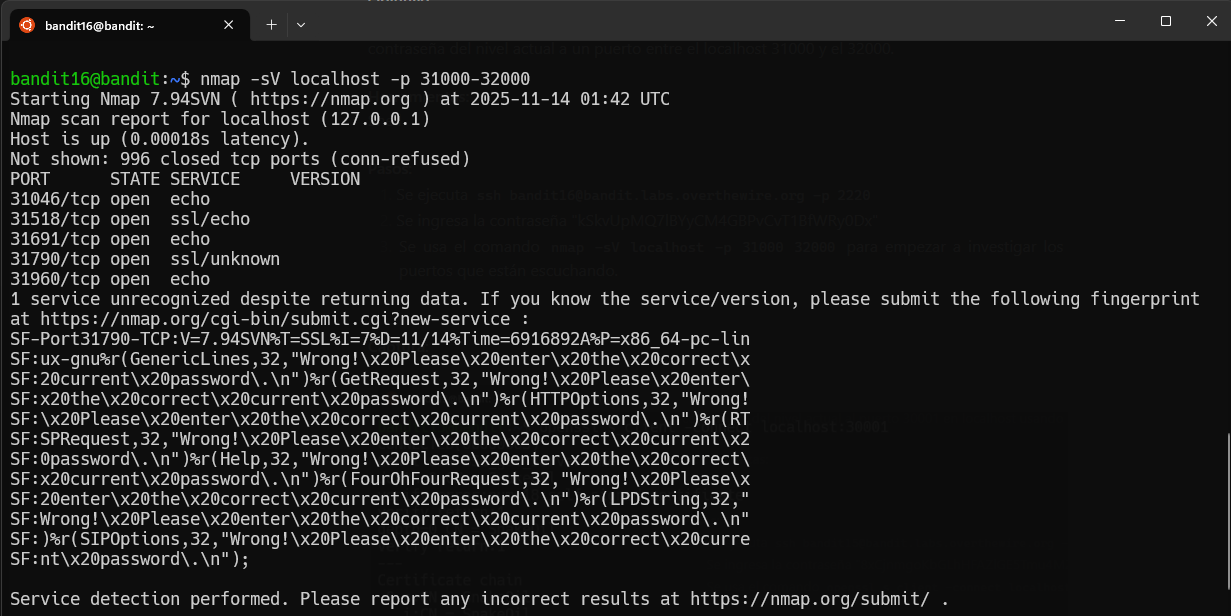 bandit16@bandit: ~
bandit16@bandit:~$ nmap -sV localhost -p 31000-32000
Starting Nmap 7.94SVN ( https://nmap.org ) at 2025-11-14 01:42 UTC
Nmap scan report for localhost (127.0.0.1)
Host is up (0.00018s latency).
Not shown: 996 closed tcp ports (conn-refused)
PORT      STATE SERVICE     VERSION
31046/tcp open  echo
31518/tcp open  ssl/echo
31691/tcp open  echo
31790/tcp open  ssl/unknown
31960/tcp open  echo
1 service unrecognized despite returning data. If you know the service/version, please submit the following fingerprint
at https://nmap.org/cgi-bin/submit.cgi?new-service :
SF-Port31790-TCP:V=7.94SVN%T=SSL%I=7%D=11/14%Time=6916892A%P=x86_64-pc-lin
SF:ux-gnu%r(GenericLines,32,"Wrong!\x20Please\x20enter\x20the\x20correct\x
SF:20current\x20password\.\n")%r(GetRequest,32,"Wrong!\x20Please\x20enter\
SF:x20the\x20correct\x20current\x20password\.\n")%r(HTTPOptions,32,"Wrong!
SF:\x20Please\x20enter\x20the\x20correct\x20current\x20password\.\n")%r(RT
SF:SPRequest,32,"Wrong!\x20Please\x20enter\x20the\x20correct\x20current\x2
SF:0password\.\n")%r(Help,32,"Wrong!\x20Please\x20enter\x20the\x20correct\
SF:x20current\x20password\.\n")%r(FourOhFourRequest,32,"Wrong!\x20Please\x
SF:20enter\x20the\x20correct\x20current\x20password\.\n")%r(LPDString,32,"
SF:Wrong!\x20Please\x20enter\x20the\x20correct\x20current\x20password\.\n"
SF:)%r(SIPOptions,32,"Wrong!\x20Please\x20enter\x20the\x20correct\x20curre
SF:nt\x20password\.\n");
Service detection performed. Please report any incorrect results at https://nmap.org/submit/ .